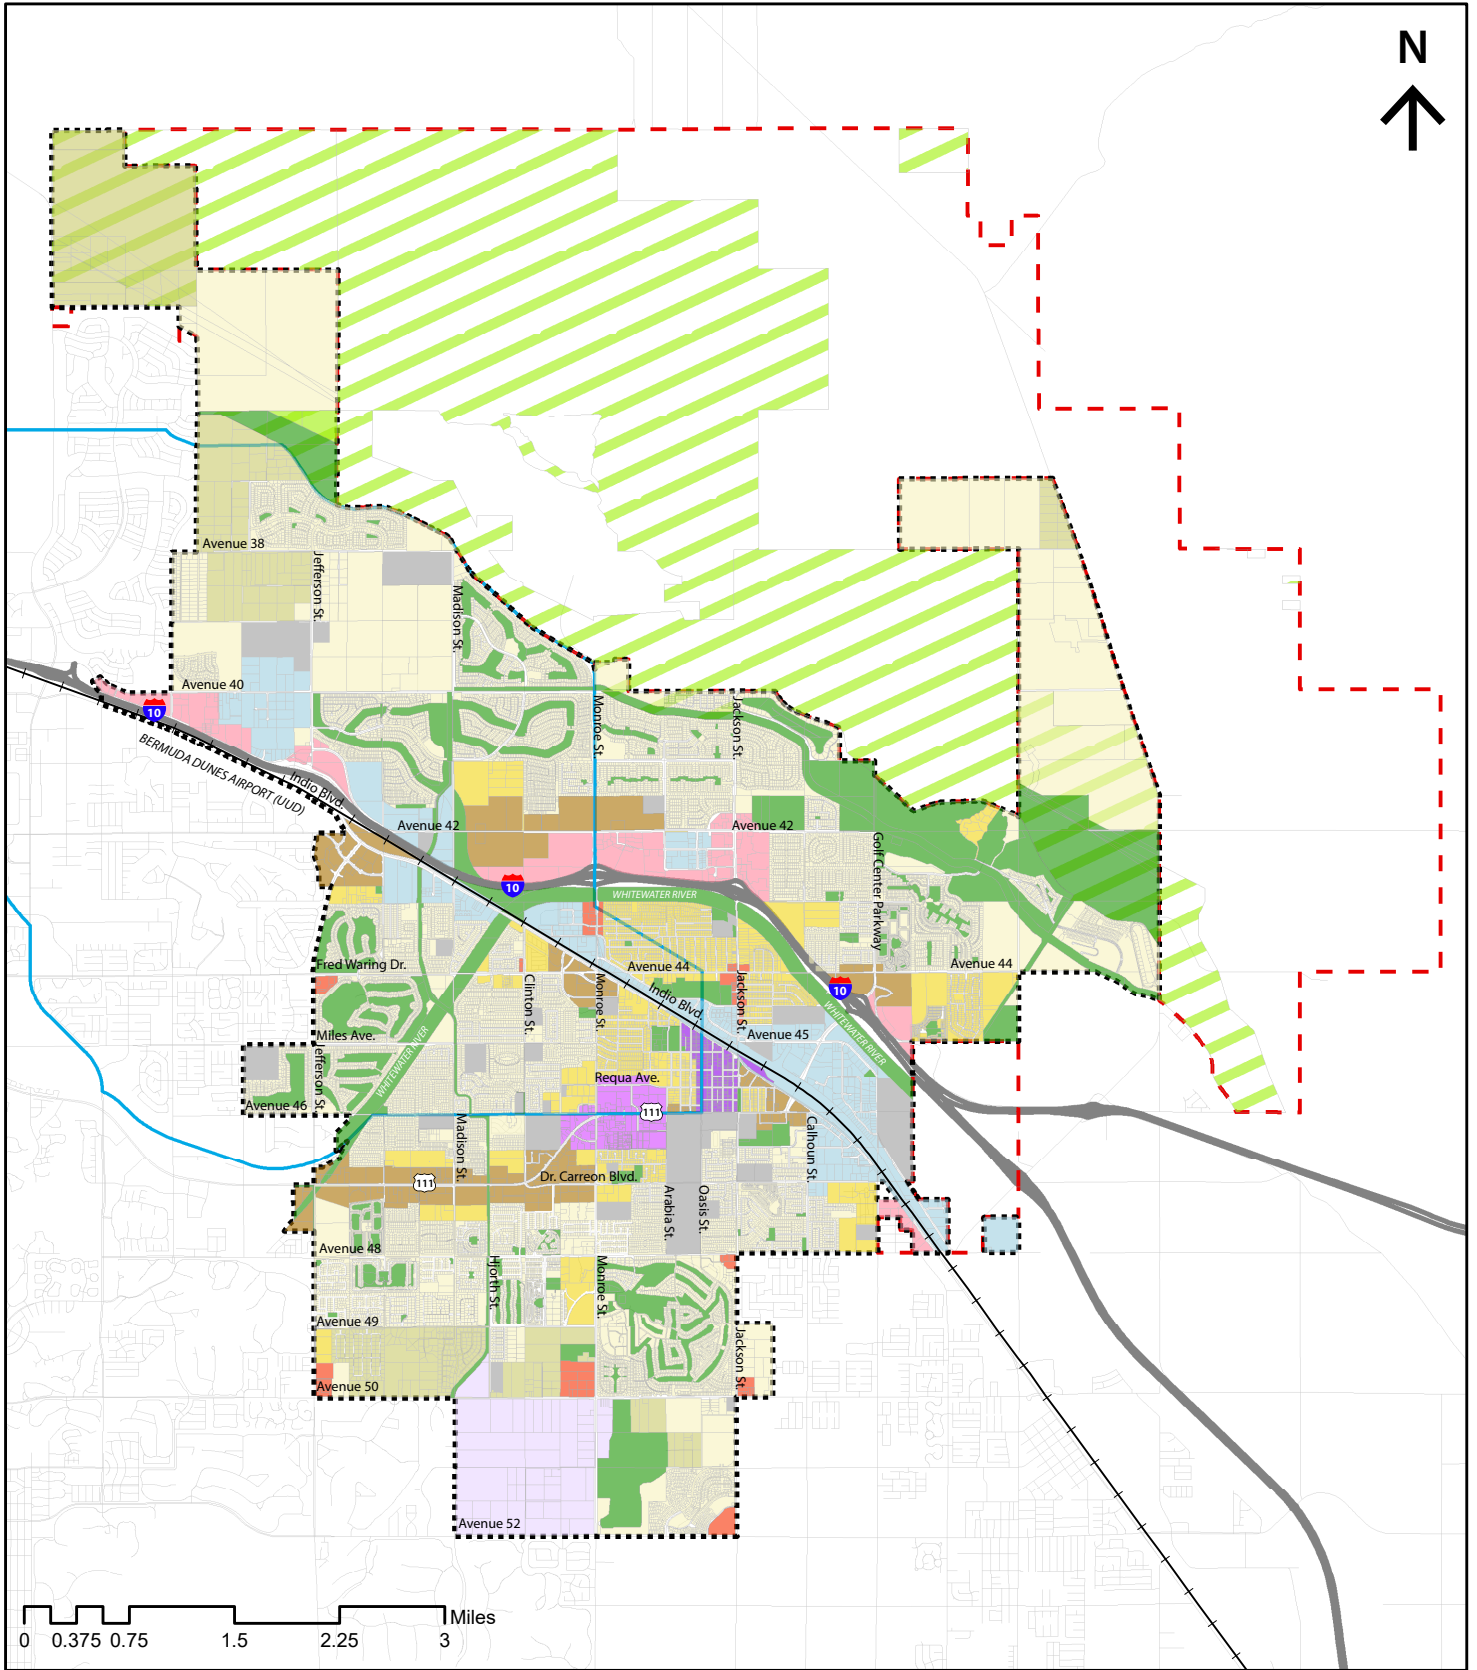 N
Avenue 38
Jefferson St.
Madison St.
Avenue 40
10
BERMUDA DUNES AIRPORT (UUD)
Indio Blvd.
Monroe St.
Jackson St.
Avenue 42
Avenue 42
Golf Center Parkway
10
WHITEWATER RIVER
Fred Waring Dr.
Avenue 44
Avenue 44
Clinton St.
Monroe St.
Indio Blvd.
Jackson St.
10
Miles Ave.
Avenue 45
WHITEWATER RIVER
WHITEWATER RIVER
Jefferson St.
Requa Ave.
Avenue 46
111
Madison St.
Calhoun St.
111
Dr. Carreon Blvd.
Arabia St.
Oasis St.
Avenue 48
Hjorth St.
Monroe St.
Avenue 49
Jackson St.
Avenue 50
Avenue 52
Miles
0 0.375 0.75 1.5 2.25 3